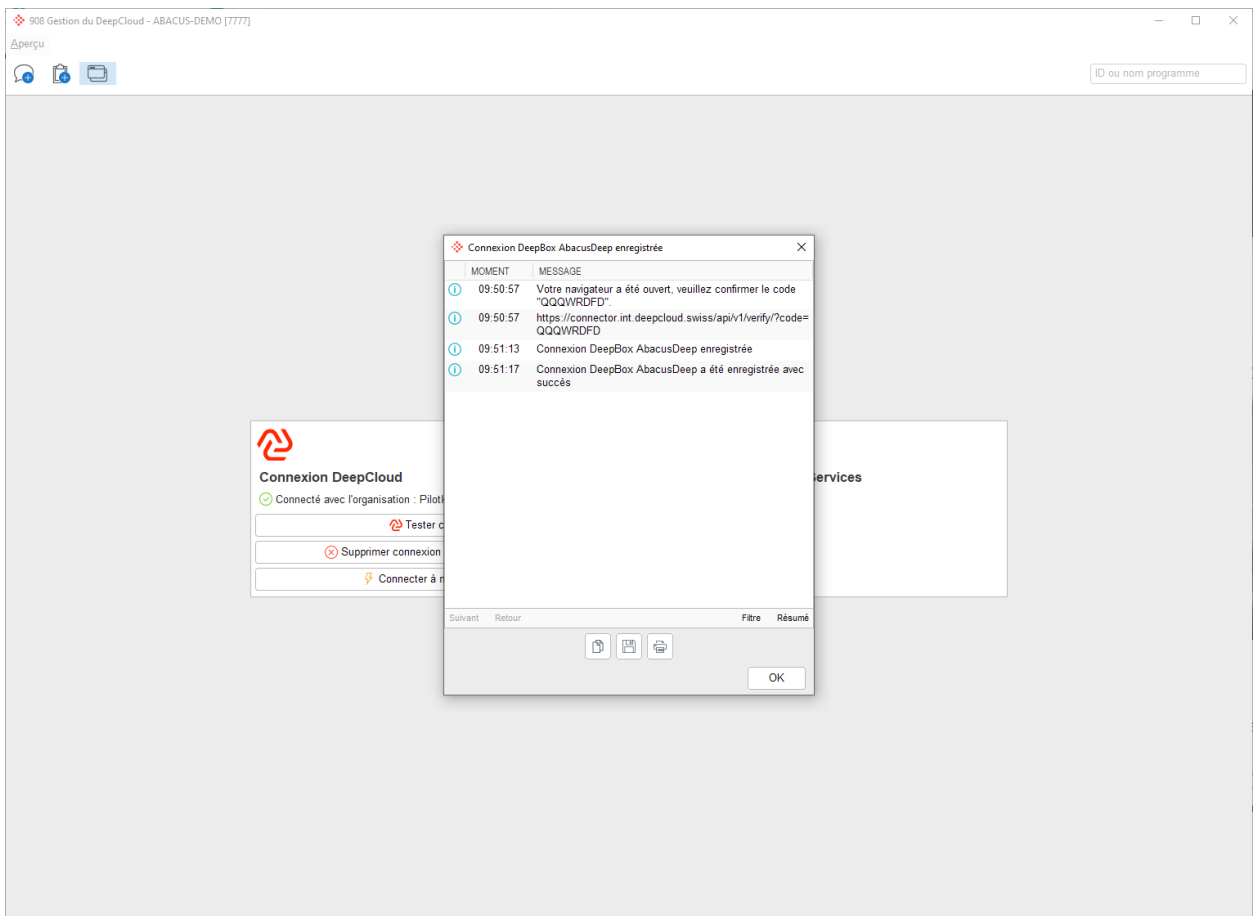 908 Gestion du DeepCloud - ABACUS-DEMO [7777]
Aperçu
ID ou nom programme
Connexion DeepBox AbacusDeep enregistrée
MOMENT MESSAGE
09:50:57 Votre navigateur a été ouvert, veuillez confirmer le code
"QQQWRDFD".
09:50:57 https://connector.int.deepcloud.swiss/api/v1/verify/?code=
QQQWRDFD
09:51:13 Connexion DeepBox AbacusDeep enregistrée
09:51:17 Connexion DeepBox AbacusDeep a été enregistrée avec
succès
Connexion DeepCloud
Connecté avec l'organisation :
Tester
Supprimer connexion
Connecter à
Suivant Retour Filtre Résumé
OK